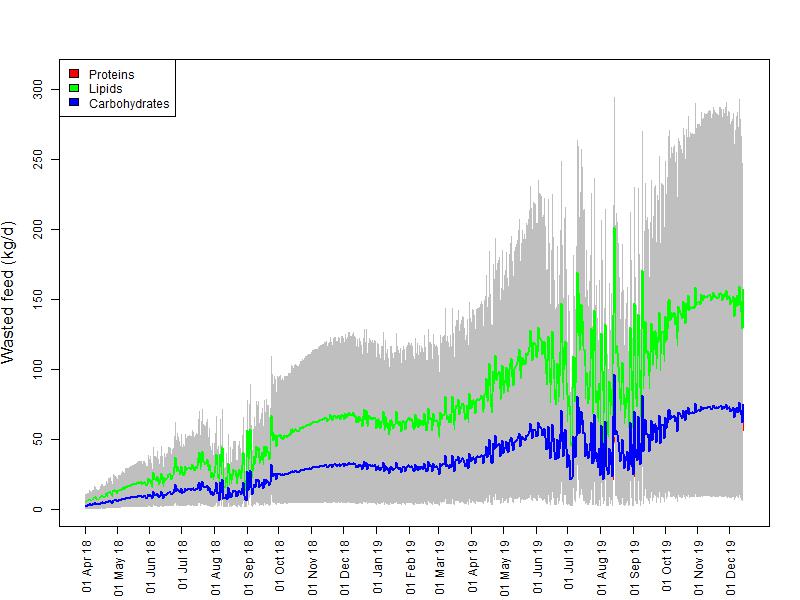 Proteins
Lipids
Carbohydrates
Wasted feed (kg/d)
300
250
200
150
100
50
0
01 Apr 18
01 May 18
01 Jun 18
01 Jul 18
01 Aug 18
01 Sep 18
01 Oct 18
01 Nov 18
01 Dec 18
01 Jan 19
01 Feb 19
01 Mar 19
01 Apr 19
01 May 19
01 Jun 19
01 Jul 19
01 Aug 19
01 Sep 19
01 Oct 19
01 Nov 19
01 Dec 19